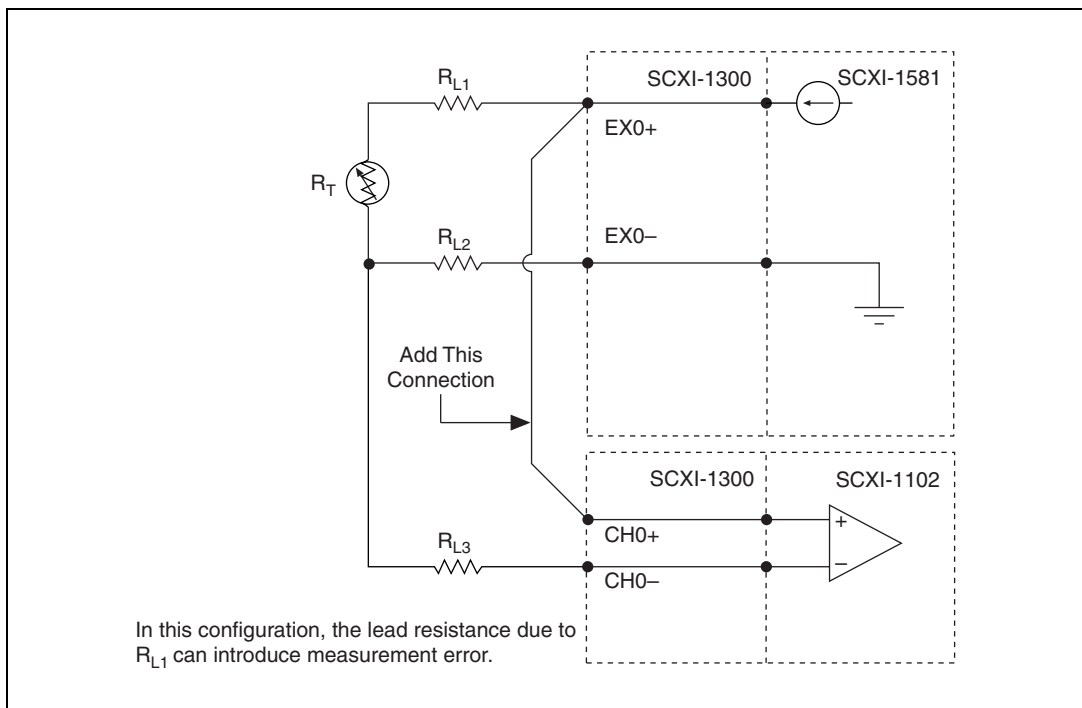 R_L1
SCXI-1300
SCXI-1581
EX0+
R_T
R_L2
EX0–
Add This
Connection
SCXI-1300
SCXI-1102
+
CH0+
R_L3
–
CH0–
In this configuration, the lead resistance due to
R_L1 can introduce measurement error.